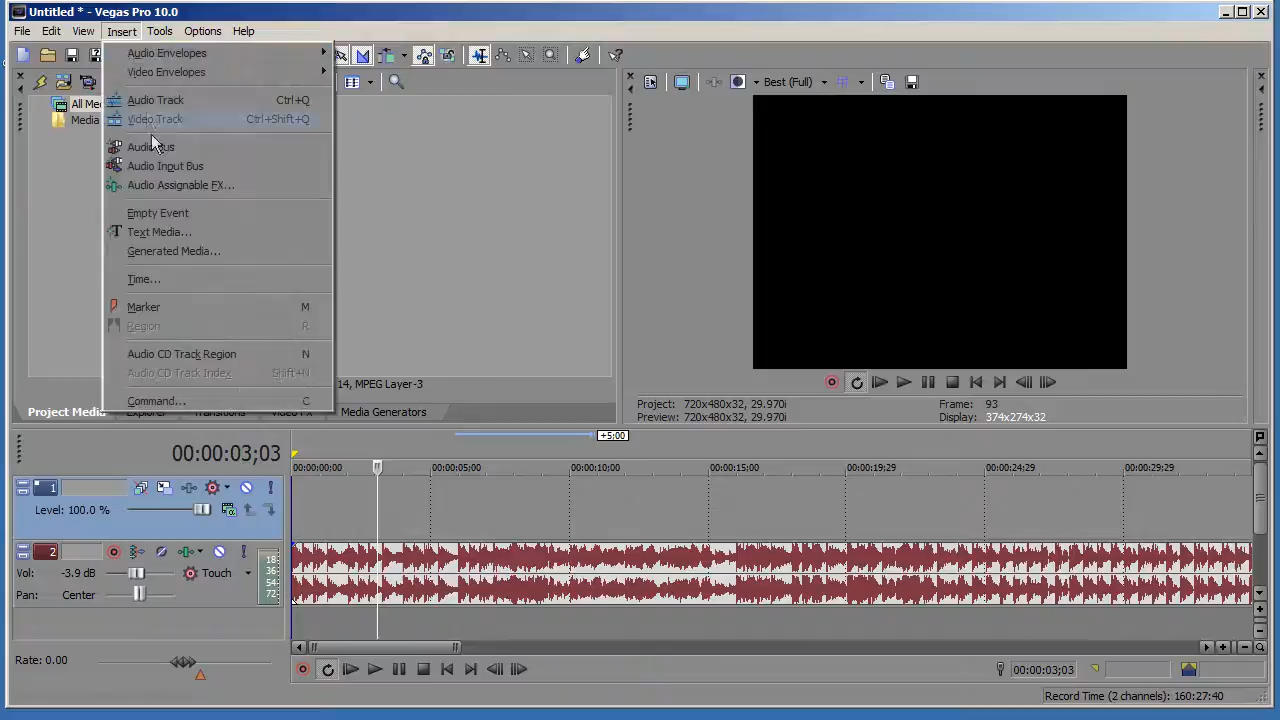 Untitled * - Vegas Pro 10.0
File Edit View Insert Tools Options Help
Audio Envelopes
Video Envelopes
Best (Full)
Audio Track Ctrl+Q
All Med
Video Track Ctrl+Shift+Q
Media
Audio Bus
Audio Input Bus
Audio Assignable FX...
Empty Event
Text Media...
Generated Media...
Time...
Marker M
Region R
Audio CD Track Region N
Audio CD Track Index Shift+N
14, MPEG Layer-3
Command... C
Project Media Explorer Transitions Video FX Media Generators
Project: 720x480x32, 29.970i Frame: 93
Preview: 720x480x32, 29.970i Display: 374x274x32
+5;00
00:00:03;03
00:00:00;00 00:00:05;00 00:00:10;00 00:00:15;00 00:00:19;29 00:00:24;29 00:00:29;29
1
Level: 100.0 %
2
18
36
54
72
Vol: -3.9 dB Touch
Pan: Center
Rate: 0.00
00:00:03;03
Record Time (2 channels): 160:27:40